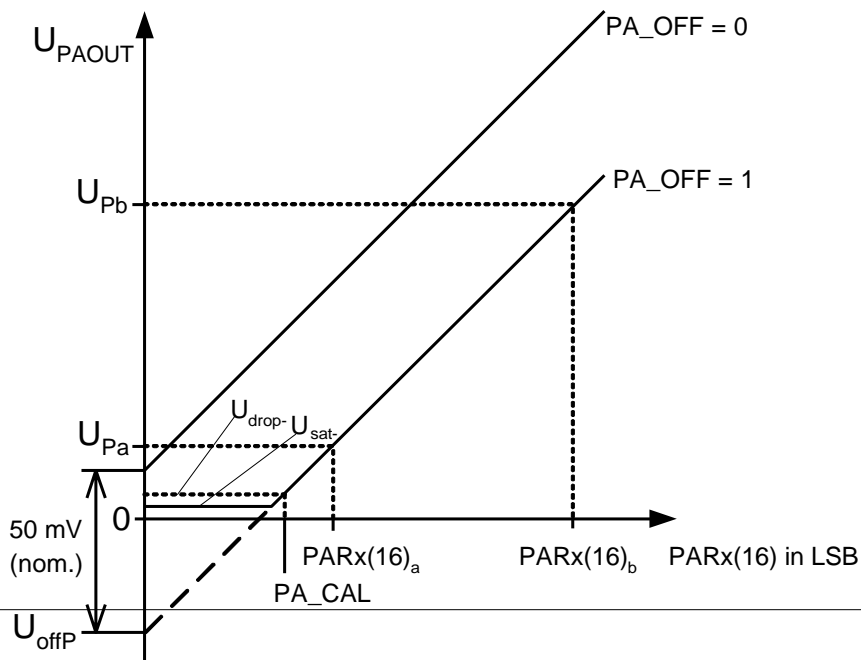 PA_OFF = 0
U_PAOUT
PA_OFF = 1
U_Pb
U_drop-
U_sat-
U_Pa
50 mV
(nom.)
0
PARx(16)_a
PARx(16)_b
PARx(16) in LSB
PA_CAL
U_offP